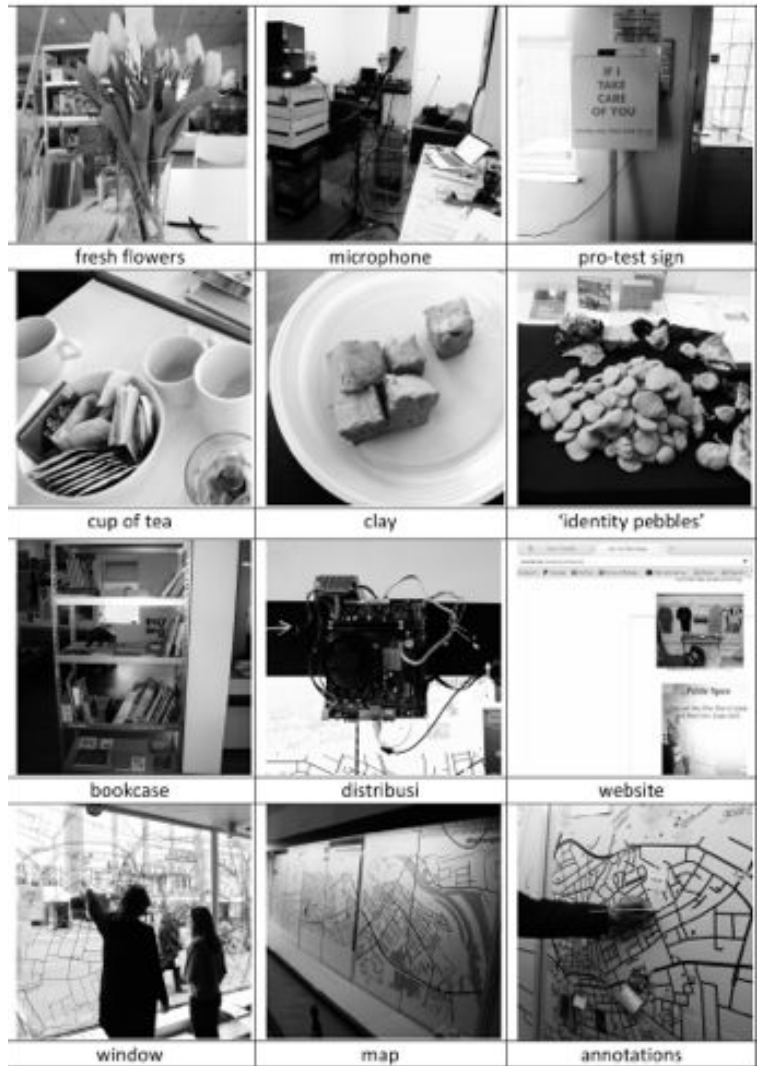 IF I
TAKE
CARE
OF YOU
fresh flowers
microphone
pro-test sign
cup of tea
clay
'identity pebbles'
bookcase
distribusi
website
Public Space
window
map
annotations